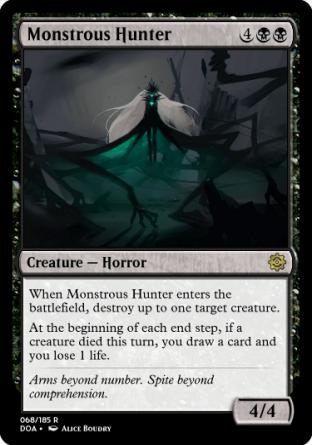 Monstrous Hunter 4
Creature — Horror
When Monstrous Hunter enters the
battlefield, destroy up to one target creature.
At the beginning of each end step, if a
creature died this turn, you draw a card and
you lose 1 life.
Arms beyond number. Spite beyond
comprehension.
4/4
068/185 R
DOA • Alice Boudry